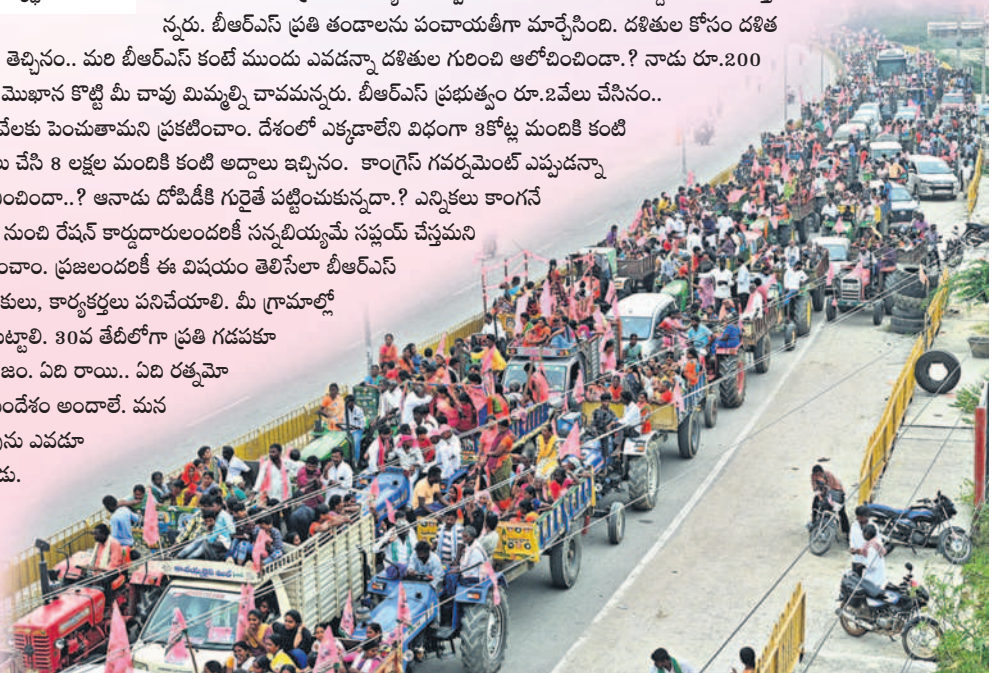 న్నరు. బీఆర్ఎస్ ప్రతి తండాలను పంచాయతీగా మార్చేసింది. దళితుల కోసం దళిత
తెచ్చినం.. మరి బీఆర్ఎస్ కంటే ముందు ఎవడన్నా దళితుల గురించి ఆలోచించిండా.? నాడు రూ.200
మొఖాన కొట్టి మీ చావు మిమ్మల్ని చావమన్నరు. బీఆర్ఎస్ ప్రభుత్వం రూ.2వేలు చేసినం..
వేలకు పెంచుతామని ప్రకటించాం. దేశంలో ఎక్కడాలేని విధంగా 3కోట్ల మందికి కంటి
చేసి 8 లక్షల మందికి కంటి అద్దాలు ఇచ్చినం. కాంగ్రెస్ గవర్నమెంట్ ఎప్పుడన్నా
ఆనాడు దోపిడీకి గురైతే పట్టించుకున్నదా.? ఎన్నికలు కాంగనే
నుంచి రేషన్ కార్డుదారులందరికీ సన్నబియ్యమే సప్లయ్ చేస్తమని
ప్రజలందరికీ ఈ విషయం తెలిసేలా బీఆర్ఎస్
కార్యకర్తలు పనిచేయాలి. మీ గ్రామాల్లో
30వ తేదీలోగా ప్రతి గడపకూ
ఏది రాయి.. ఏది రత్నమో
అందాలే. మన
ఎవడూ